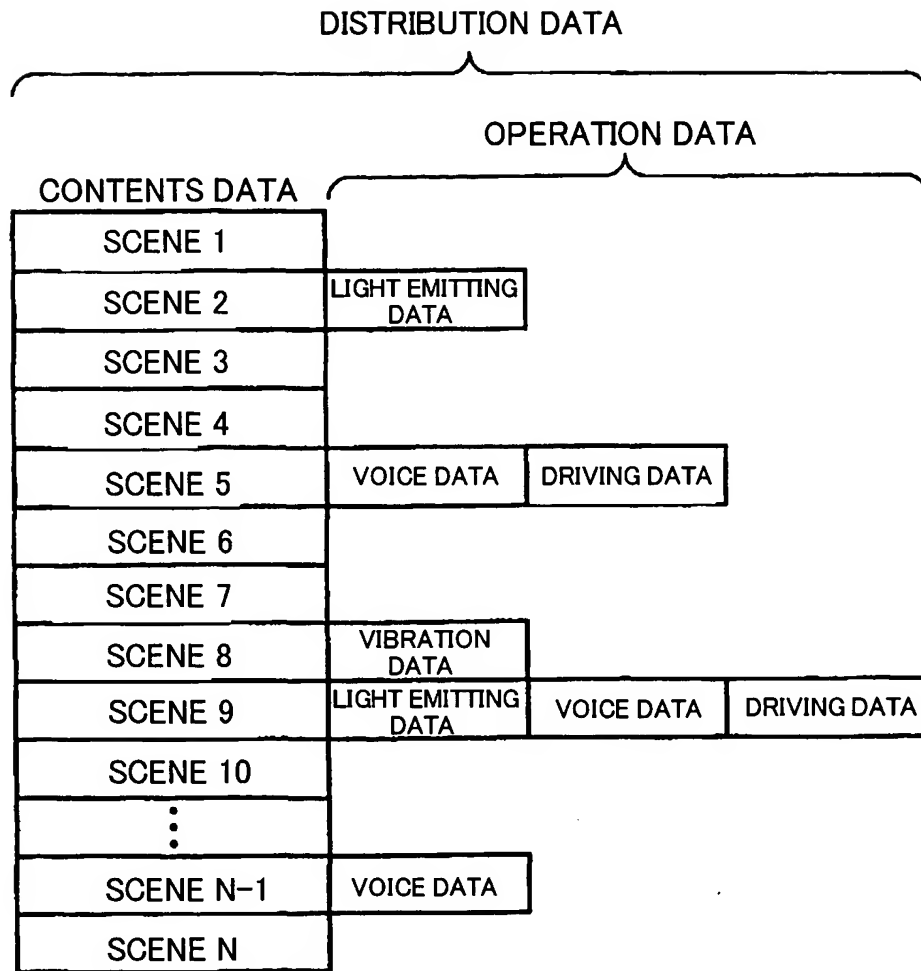 DISTRIBUTION DATA
OPERATION DATA
CONTENTS DATA
SCENE 1
SCENE 2
LIGHT EMITTING
DATA
SCENE 3
SCENE 4
SCENE 5
VOICE DATA
DRIVING DATA
SCENE 6
SCENE 7
SCENE 8
VIBRATION
DATA
SCENE 9
LIGHT EMITTING
DATA
VOICE DATA
DRIVING DATA
SCENE 10
⋮
SCENE N-1
VOICE DATA
SCENE N